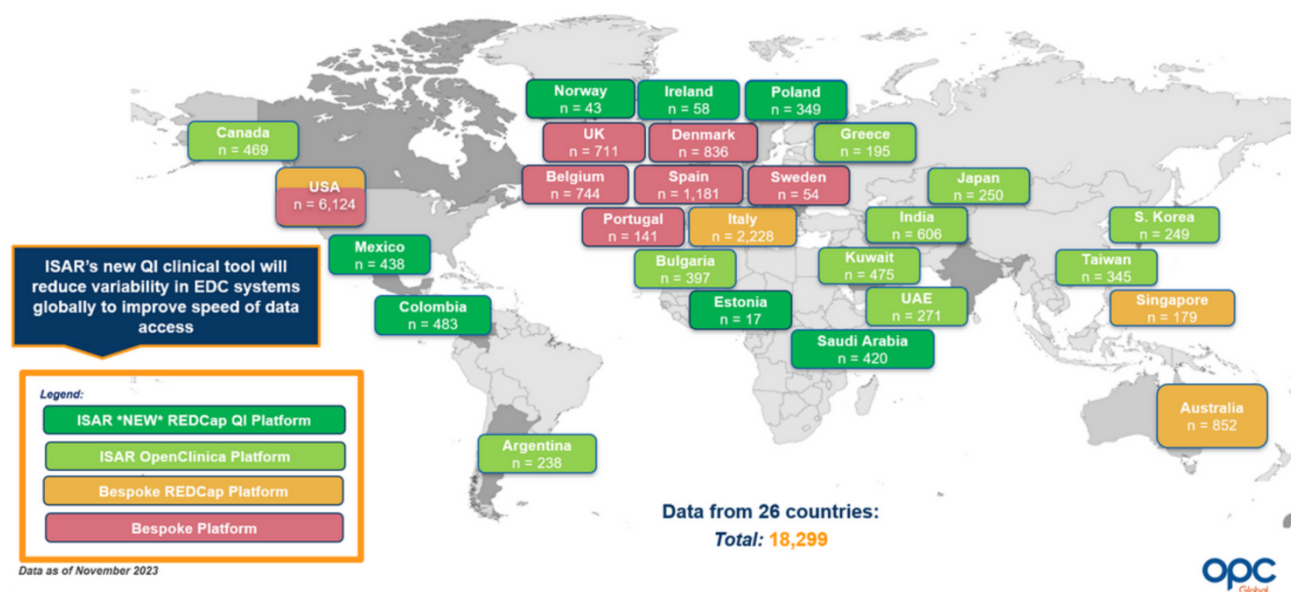 Norway
n = 43
Ireland
n = 58
Poland
n = 349
Canada
n = 469
UK
n = 711
Denmark
n = 836
Greece
n = 195
USA
n = 6,124
Belgium
n = 744
Spain
n = 1,181
Sweden
n = 54
Japan
n = 250
Portugal
n = 141
Italy
n = 2,228
India
n = 606
S. Korea
n = 249
Mexico
n = 438
Bulgaria
n = 397
Kuwait
n = 475
Taiwan
n = 345
ISAR's new QI clinical tool will
reduce variability in EDC systems
globally to improve speed of data
access
Colombia
n = 483
Estonia
n = 17
UAE
n = 271
Singapore
n = 179
Saudi Arabia
n = 420
Legend:
ISAR *NEW* REDCap QI Platform
ISAR OpenClinica Platform
Bespoke REDCap Platform
Bespoke Platform
Australia
n = 852
Argentina
n = 238
Data from 26 countries:
Total: 18,299
Data as of November 2023
opc
Global